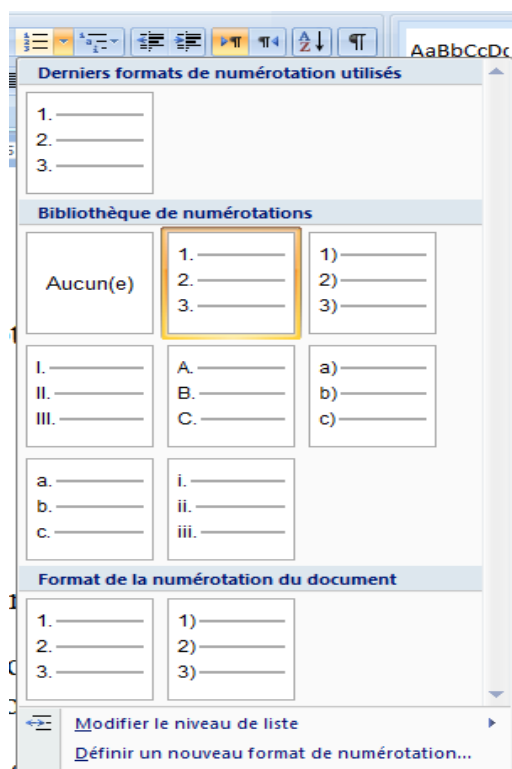 AaBbCcDc
Derniers formats de numérotation utilisés
1.
2.
3.
Bibliothèque de numérotations
Aucun(e)
1.
2.
3.
1)
2)
3)
I.
II.
III.
A.
B.
C.
a)
b)
c)
a.
b.
c.
i.
ii.
iii.
Format de la numérotation du document
1.
2.
3.
1)
2)
3)
Modifier le niveau de liste
Définir un nouveau format de numérotation...